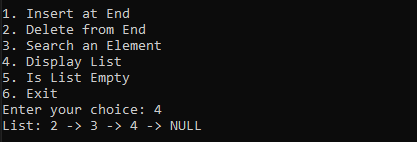 1. Insert at End
2. Delete from End
3. Search an Element
4. Display List
5. Is List Empty
6. Exit
Enter your choice: 4
List: 2 -> 3 -> 4 -> NULL